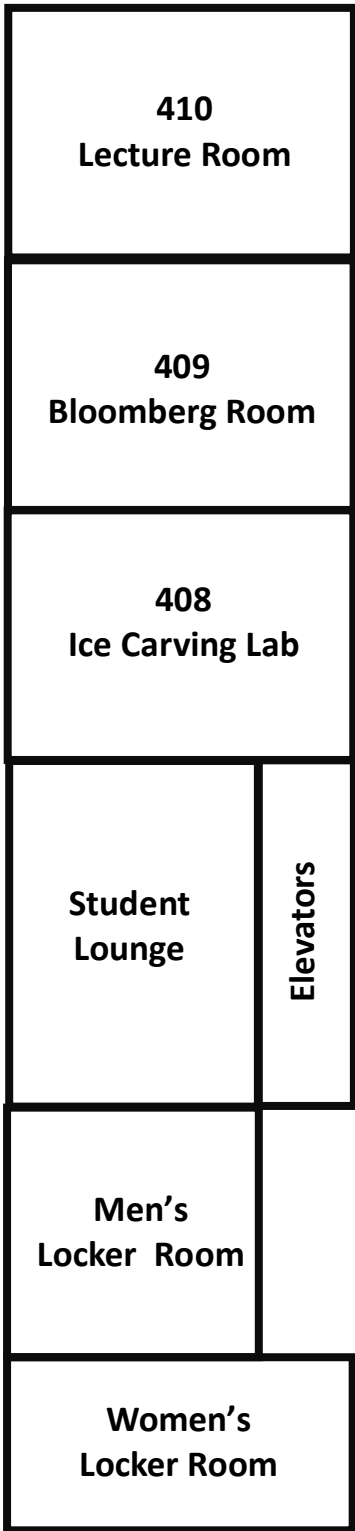 410
Lecture Room
409
Bloomberg Room
408
Ice Carving Lab
Student
Lounge
Elevators
Men’s
Locker  Room
Women’s
Locker Room